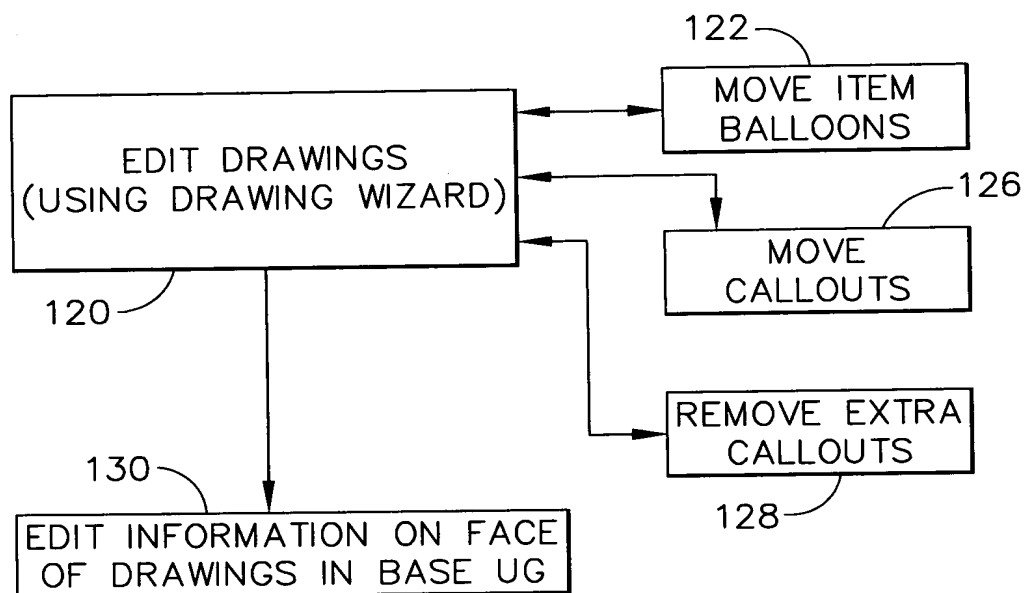 122
MOVE ITEM
BALLOONS
EDIT DRAWINGS
(USING DRAWING WIZARD)
126
MOVE
CALLOUTS
120
REMOVE EXTRA
CALLOUTS
128
130
EDIT INFORMATION ON FACE
OF DRAWINGS IN BASE UG